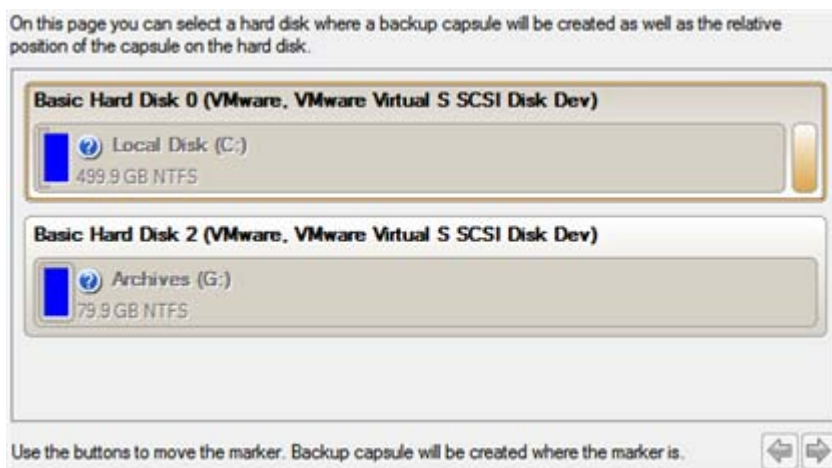 On this page you can select a hard disk where a backup capsule will be created as well as the relative
position of the capsule on the hard disk.
Basic Hard Disk 0 (VMware, VMware Virtual S SCSI Disk Dev)
Local Disk (C:)
499.9 GB NTFS
Basic Hard Disk 2 (VMware, VMware Virtual S SCSI Disk Dev)
Archives (G:)
79.9 GB NTFS
Use the buttons to move the marker. Backup capsule will be created where the marker is.